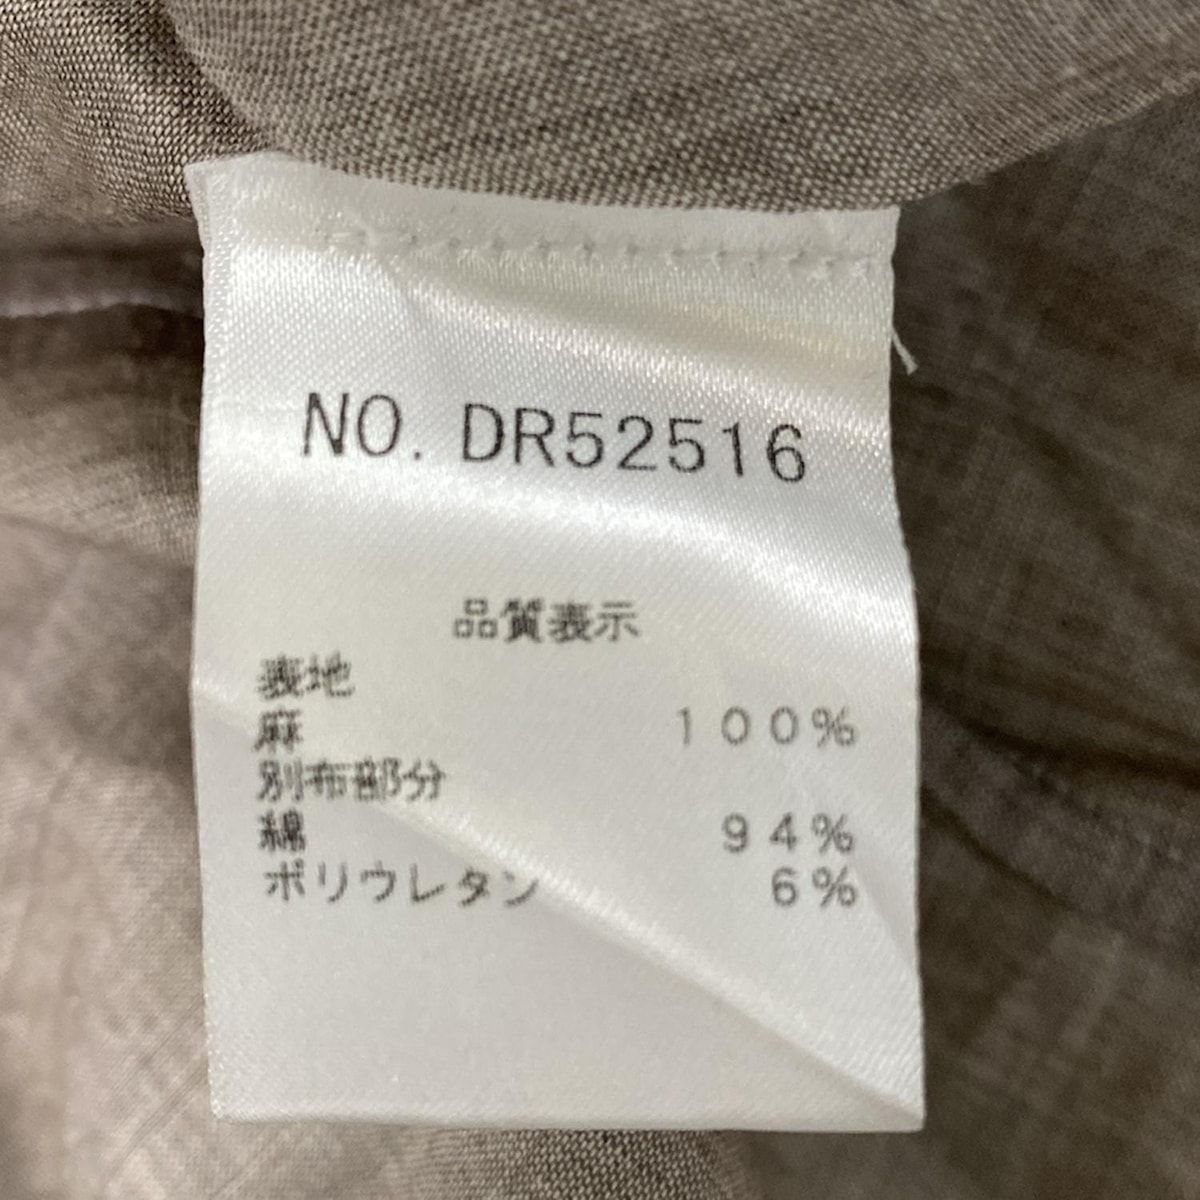 NO. DR52516
品質表示
表地
麻 100%
別布部分
綿 94%
ポリウレタン 6%